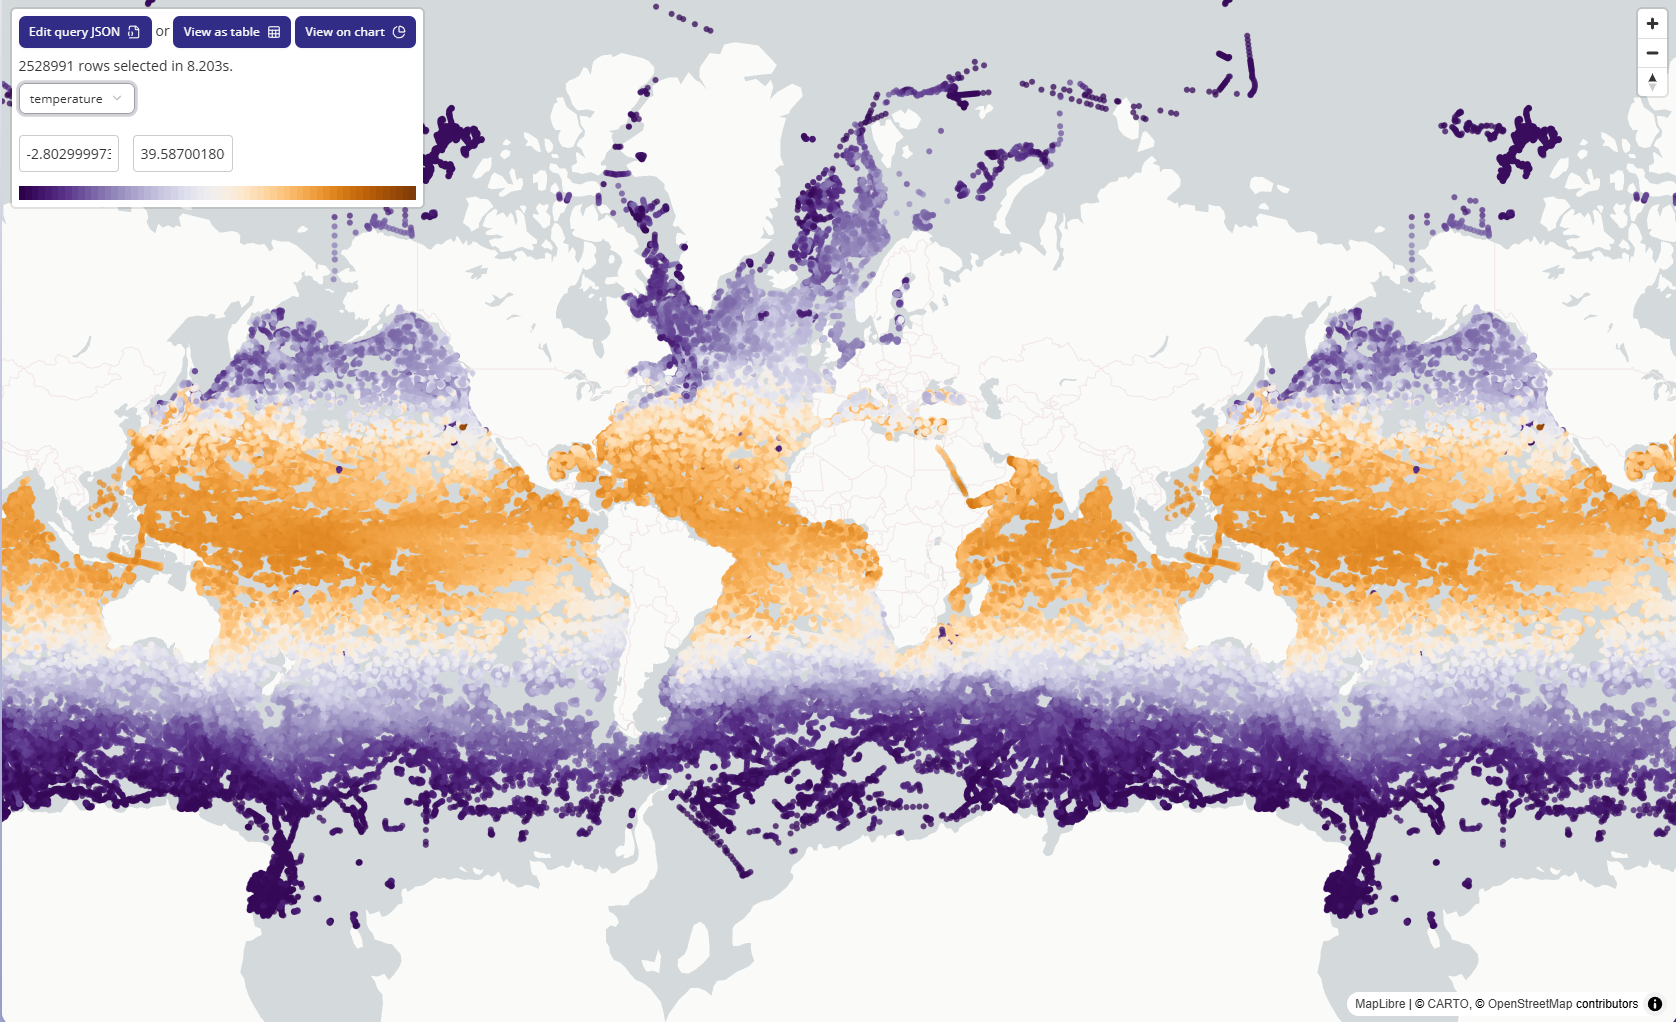 Edit query JSON or View as table View on chart
2528991 rows selected in 8.203s.
temperature
-2.80299997 39.58700180
MapLibre | © CARTO, © OpenStreetMap contributors